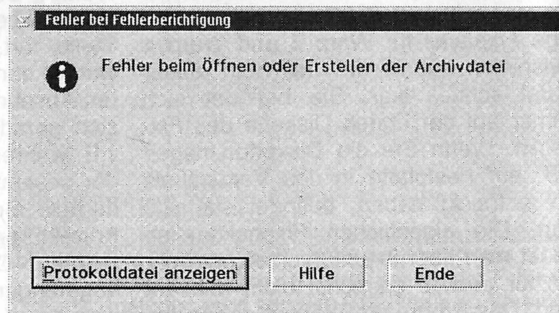 Fehler bei Fehlerberichtigung
Fehler beim Öffnen oder Erstellen der Archivdatei
Protokolldatei anzeigen
Hilfe
Ende